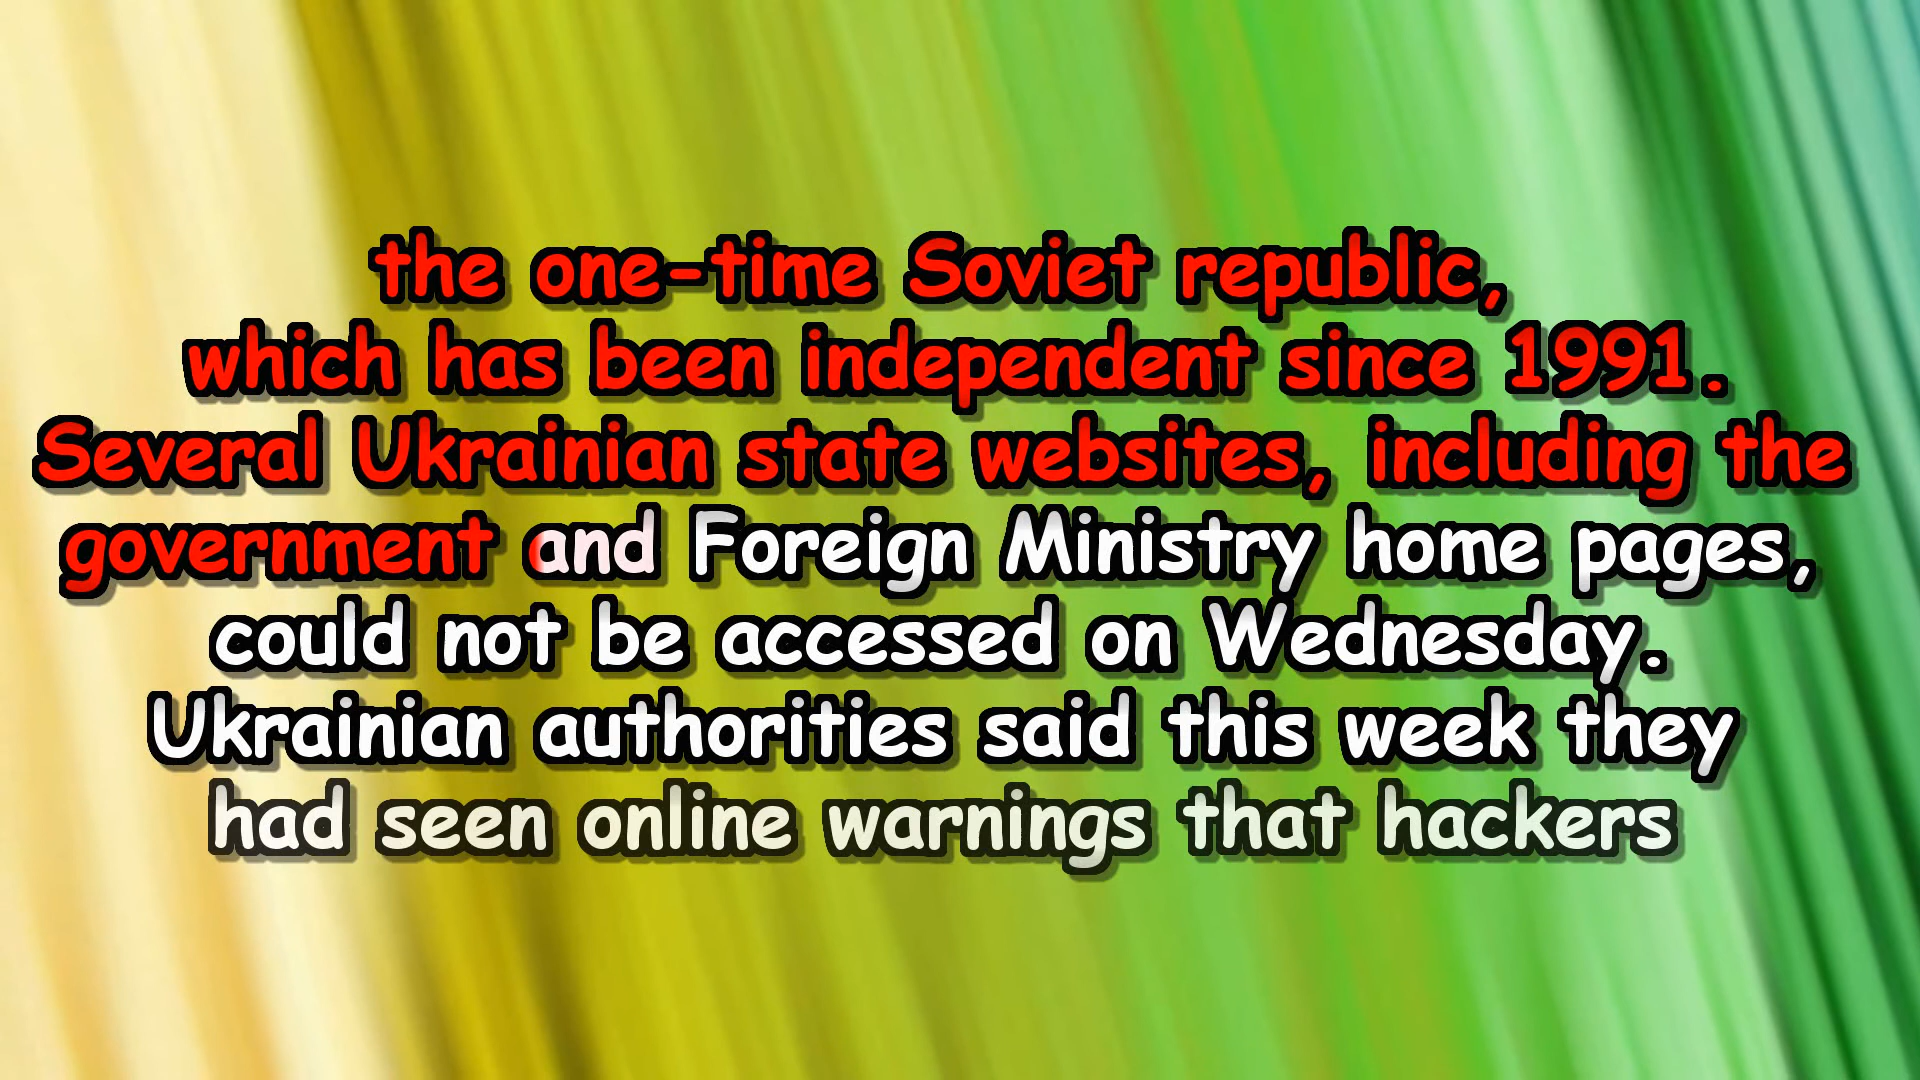 the one-time Soviet republic,
which has been independent since 1991.
Several Ukrainian state websites, including the
government and Foreign Ministry home pages,
could not be accessed on Wednesday.
Ukrainian authorities said this week they
had seen online warnings that hackers